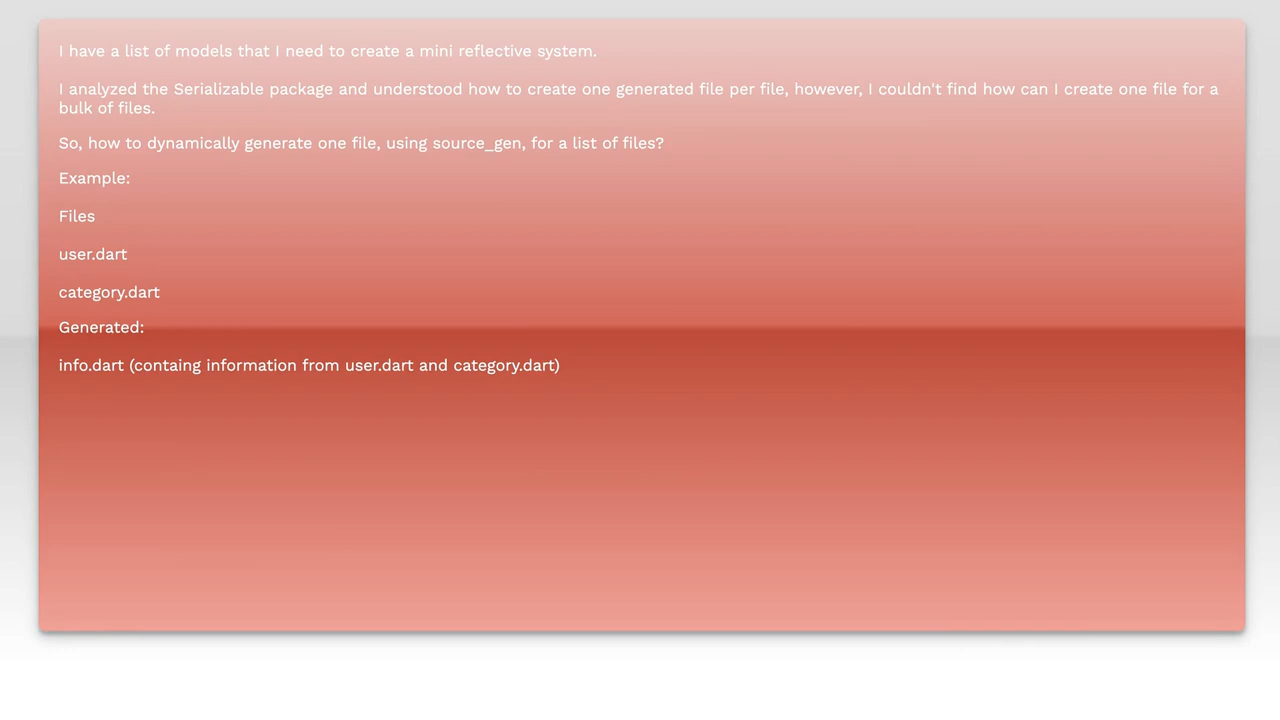 I have a list of models that I need to create a mini reflective system.
I analyzed the Serializable package and understood how to create one generated file per file, however, I couldn't find how can I create one file for a
bulk of files.
So, how to dynamically generate one file, using source_gen, for a list of files?
Example:
Files
user.dart
category.dart
Generated:
info.dart (containg information from user.dart and category.dart)